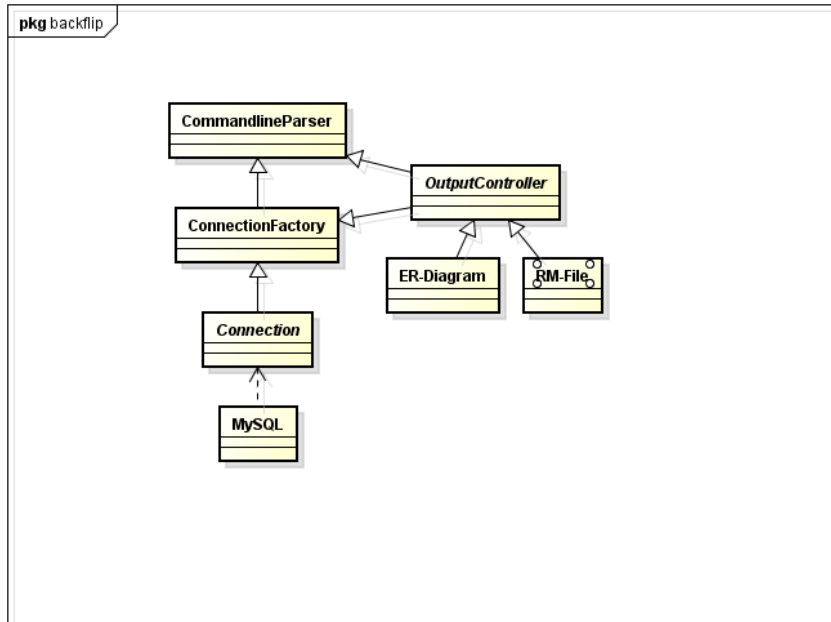 pkg backflip
CommandlineParser
OutputController
ConnectionFactory
ER-Diagram
RM-File
Connection
MySQL